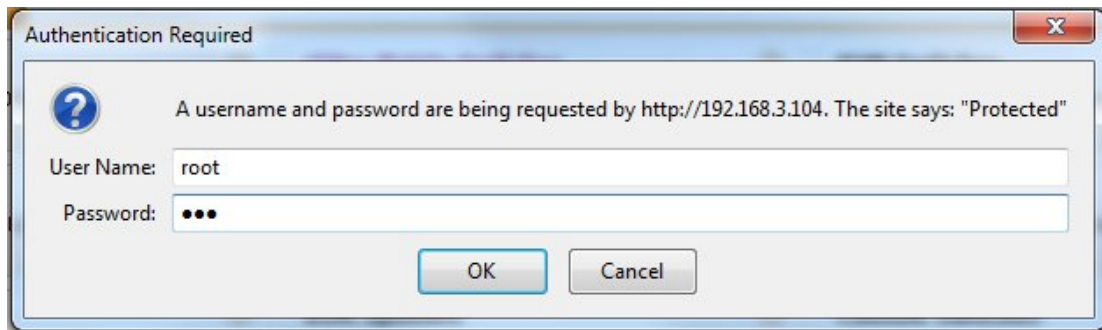 Authentication Required
A username and password are being requested by http://192.168.3.104. The site says: "Protected"
User Name: root
Password: ●●●
OK Cancel